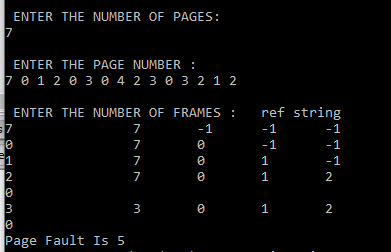 ENTER THE NUMBER OF PAGES:
7
ENTER THE PAGE NUMBER :
7 0 1 2 0 3 0 4 2 3 0 3 2 1 2
ENTER THE NUMBER OF FRAMES : ref string
7 7 -1 -1 -1
0 7 0 -1 -1
1 7 0 1 -1
2 7 0 1 2
0
3 3 0 1 2
0
Page Fault Is 5